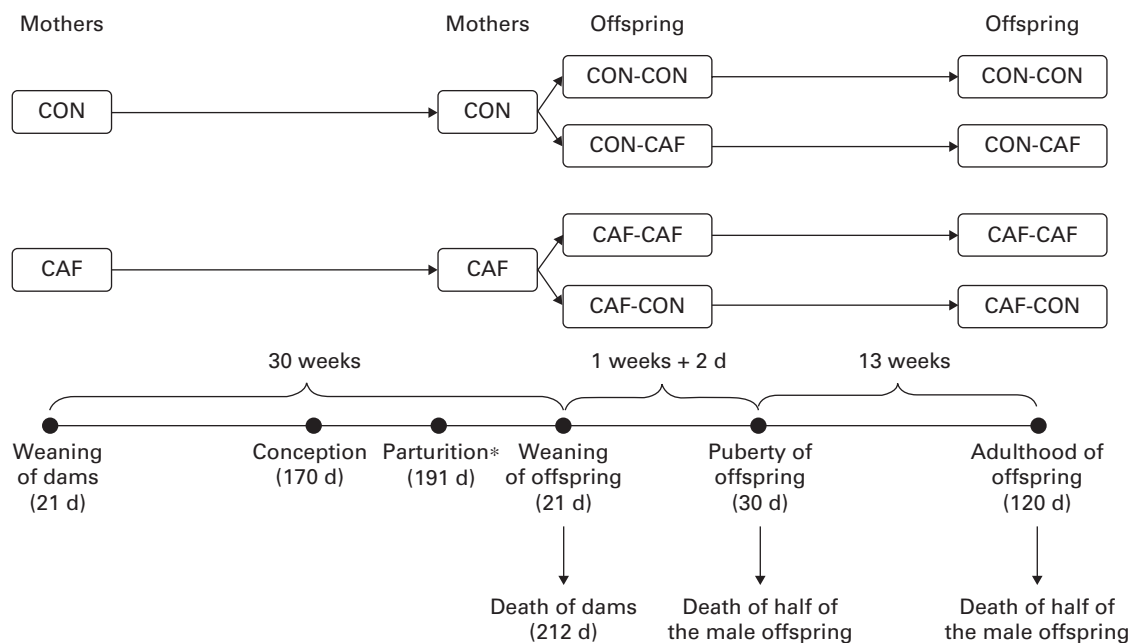 Mothers
Mothers
Offspring
Offspring
CON
CON
CON-CON
CON-CON
CON-CAF
CON-CAF
CAF
CAF
CAF-CAF
CAF-CAF
CAF-CON
CAF-CON
30 weeks
1 weeks + 2 d
13 weeks
Weaning
of dams
(21 d)
Conception
(170 d)
Parturition*
(191 d)
Weaning
of offspring
(21 d)
Puberty of
offspring
(30 d)
Adulthood of
offspring
(120 d)
Death of dams
(212 d)
Death of half of
the male offspring
Death of half of
the male offspring